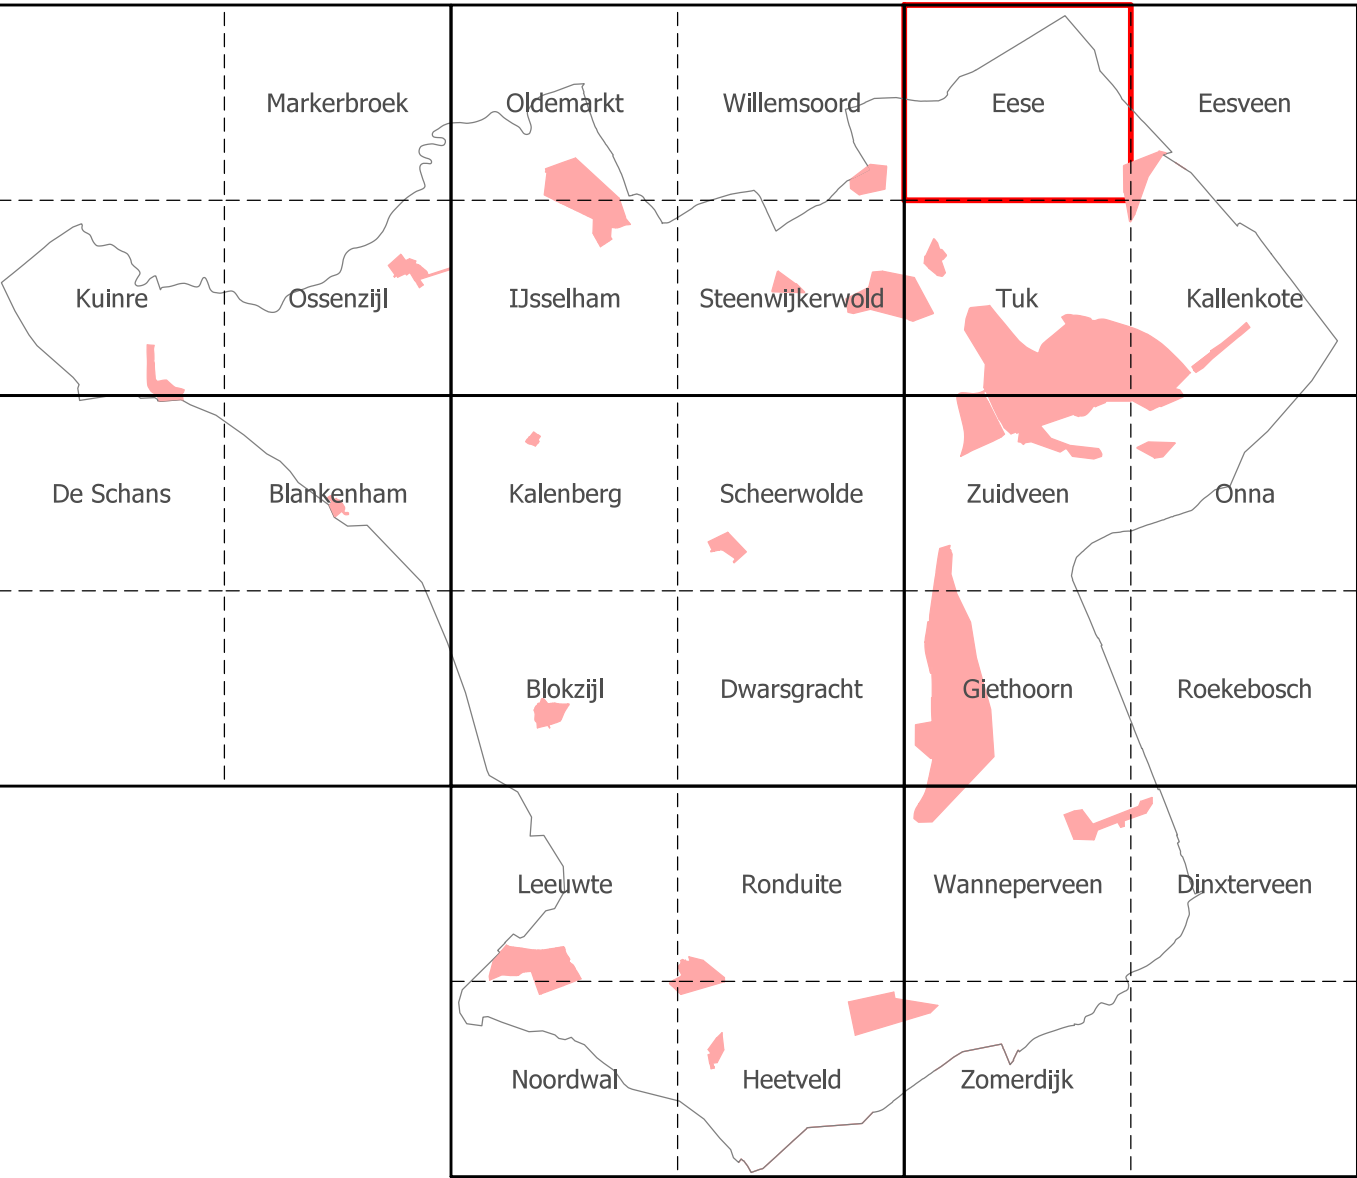 Markerbroek
Oldemarkt
Willemsoord
Eese
Eesveen
Kuinre
Ossenzijl
IJsselham
Steenwijkerwold
Tuk
Kallenkote
De Schans
Blankenham
Kalenberg
Scheerwolde
Zuidveen
Onna
Blokzijl
Dwarsgracht
Giethoorn
Roekebosch
Leeuwte
Ronduite
Wanneperveen
Dinxterveen
Noordwal
Heetveld
Zomerdijk